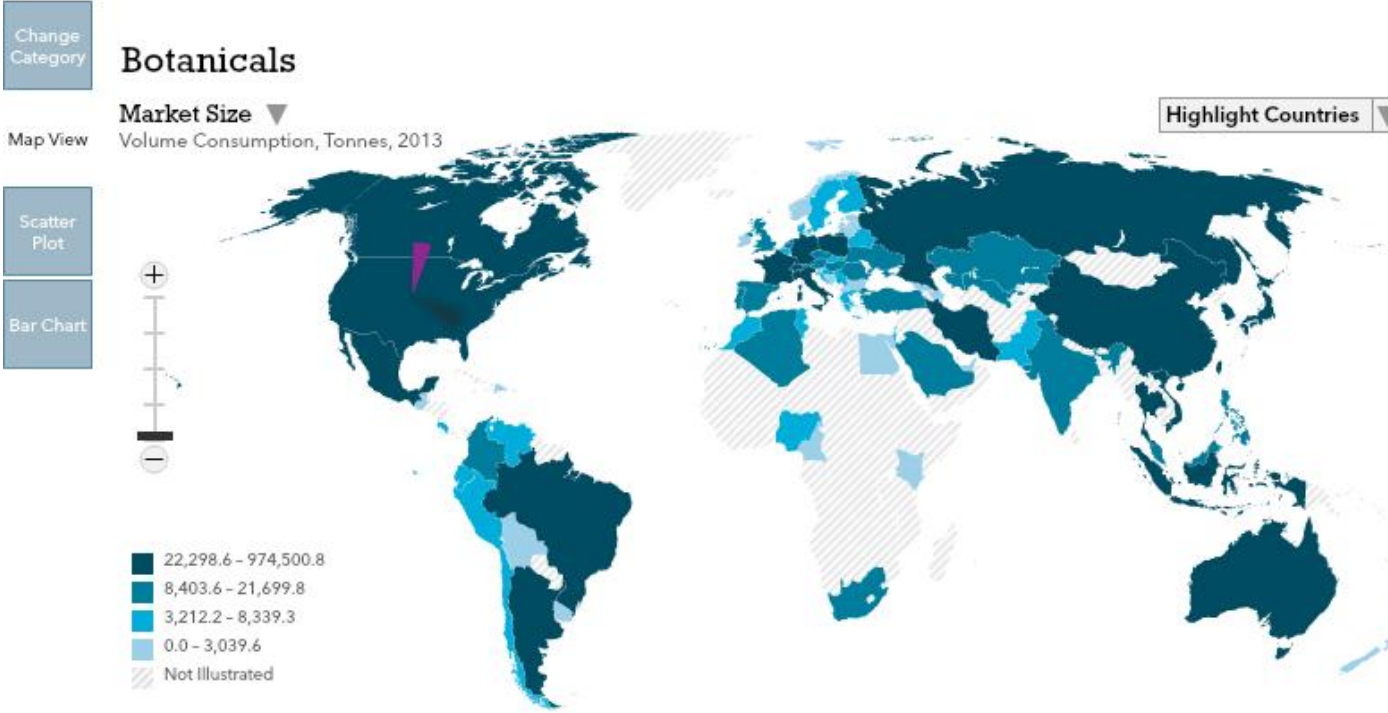 Change
Category
Botanicals
Market Size
Highlight Countries
Map View
Volume Consumption, Tonnes, 2013
Scatter
Plot
+
Bar Chart
−
22,298.6 – 974,500.8
8,403.6 – 21,699.8
3,212.2 – 8,339.3
0.0 – 3,039.6
Not Illustrated